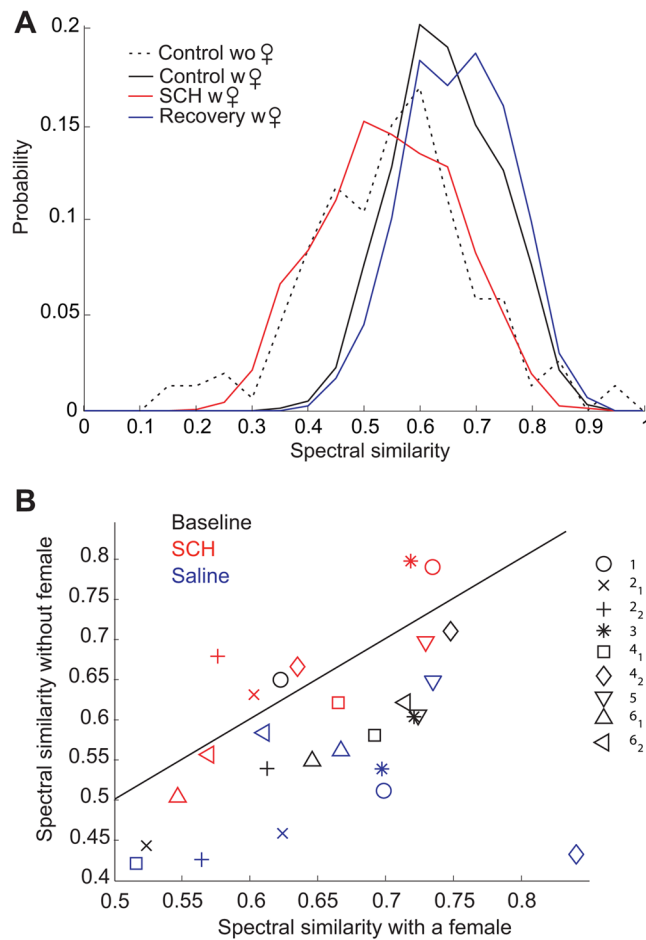 A
0.2
0.15
0.1
0.05
0
Probability
Control wo ♀
Control w ♀
SCH w ♀
Recovery w ♀
0 0.1 0.2 0.3 0.4 0.5 0.6 0.7 0.8 0.9
Spectral similarity
B
Baseline
SCH
Saline
Spectral similarity without female
0.8
0.75
0.7
0.65
0.6
0.55
0.5
0.45
0.4
0.5 0.55 0.6 0.65 0.7 0.75 0.8
Spectral similarity with a female
1
2₁
2₂
3
4₁
4₂
5
6₁
6₂